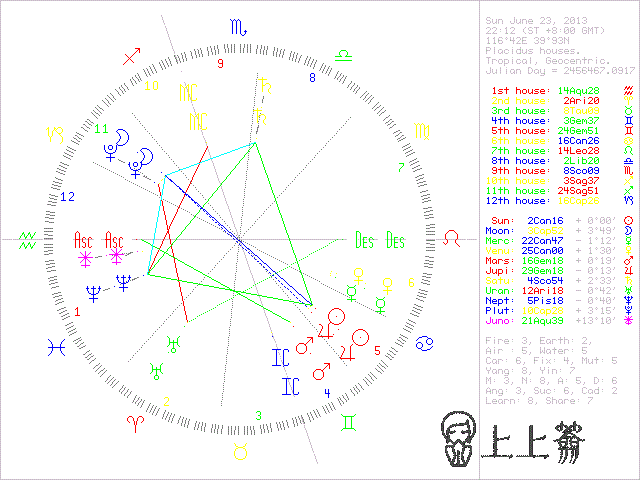 Sun June 23, 2013
22:12 (ST +8:00 GMT)
116°42E 39°93N
Placidus houses.
Tropical, Geocentric.
Julian Day = 2456467.0917
1st house: 14Aqu28
2nd house: 2Ari20
3rd house: 8Tau09
4th house: 3Gem37
5th house: 24Gem51
6th house: 16Can26
7th house: 14Leo28
8th house: 2Lib20
9th house: 8Sco09
10th house: 3Sag37
11th house: 24Sag51
12th house: 16Cap26
Sun: 2Can16 + 0°00'
Moon: + 3°49'
Merc: 22Can47 - 1°12'
Venu: 25Can00 + 1°30'
Mars: 16Gem18 + 0°13'
Jupi: 29Gem18 - 0°13'
Satu: 4Sco54 + 2°33'
Uran: 12Ari18 - 0°42'
Nept: 5Pis18 - 0°40'
Plut: 10Cap28 + 3°15'
Juno: 21Aqu39 +13°10'
Fire: 3, Earth: 2,
Air : 5, Water: 5
Car: 6, Fix: 4, Mut: 5
Yang: 8, Yin: 7
M: 3, N: 8, A: 5, D: 6
Ang: 3, Suc: 6, Cad: 2
Learn: 8, Share: 7
9
8
10
MC
MC
11
7
12
Asc Asc
Des Des
6
1
IC
IC
5
4
2
3
上上